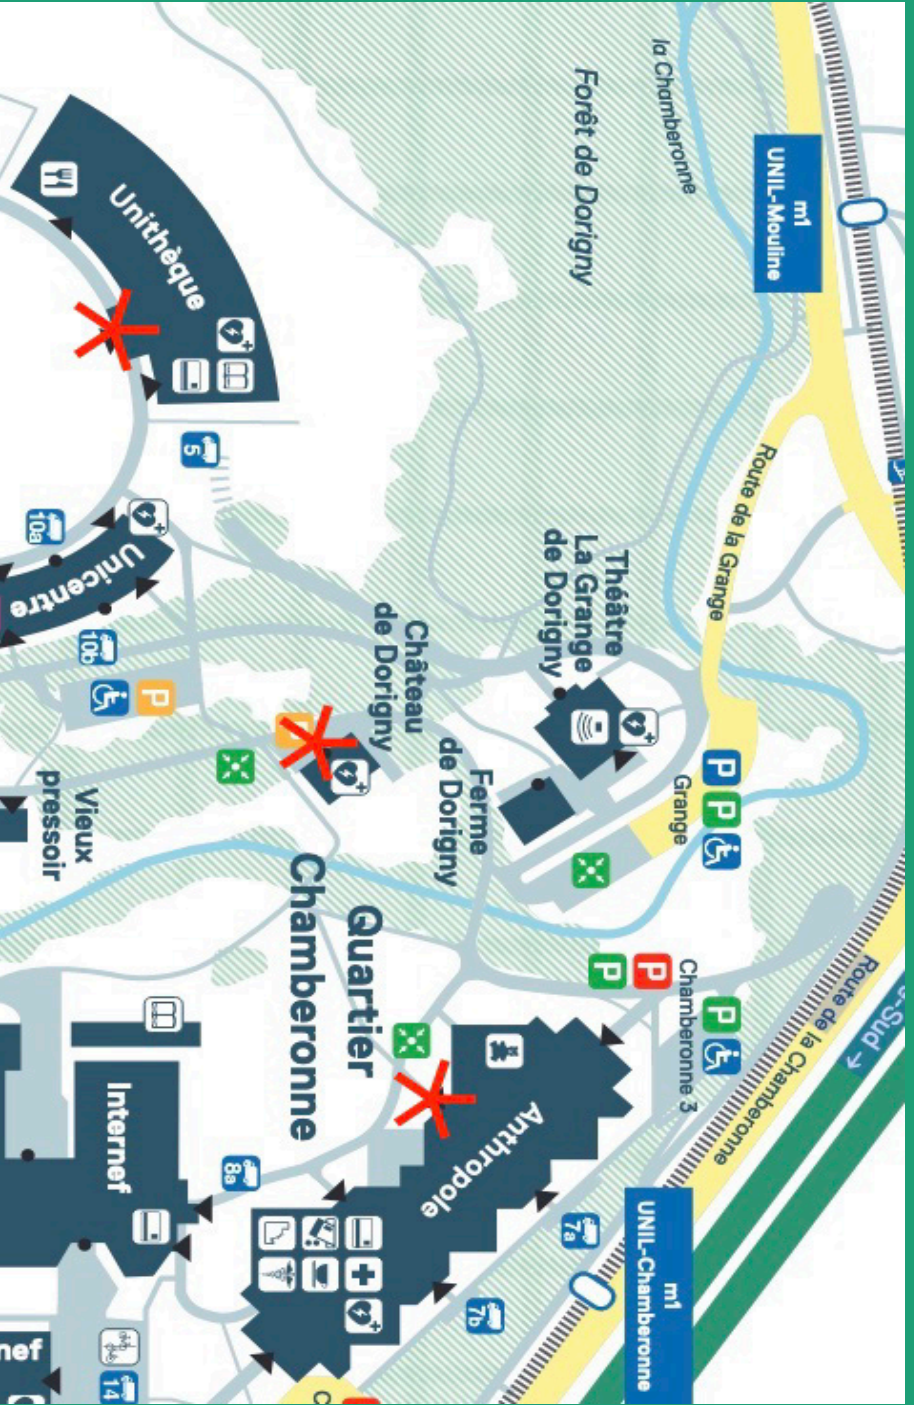 la Chamberonne
Forêt de Dorigny
m1
UNIL-Mouline
Unithèque
5
10a
Unicentre
10b
P
Route de la Grange
Théâtre
La Grange
de Dorigny
Château
de Dorigny
Ferme
de Dorigny
P P
Grange
Vieux
pressoir
Quartier
Chamberonne
P P
Chamberonne 3
P
Route de la Chamberonne
-Sud →
Internef
Anthropole
8a
7a
7b
m1
UNIL-Chamberonne
nef
14